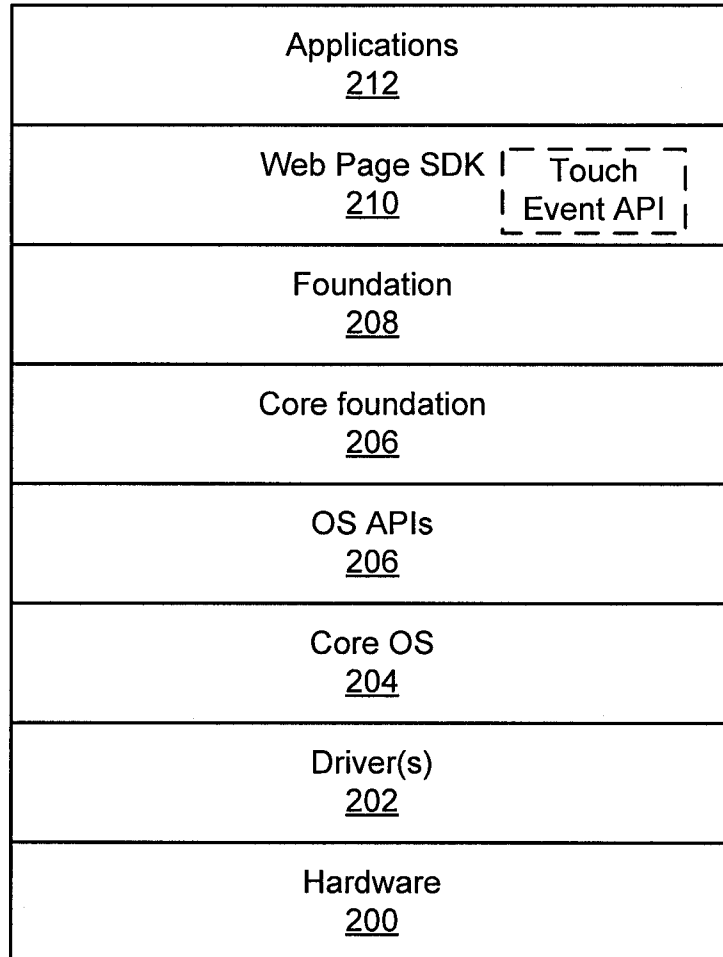 Applications
212
Web Page SDK
210
Touch
Event API
Foundation
208
Core foundation
206
OS APIs
206
Core OS
204
Driver(s)
202
Hardware
200